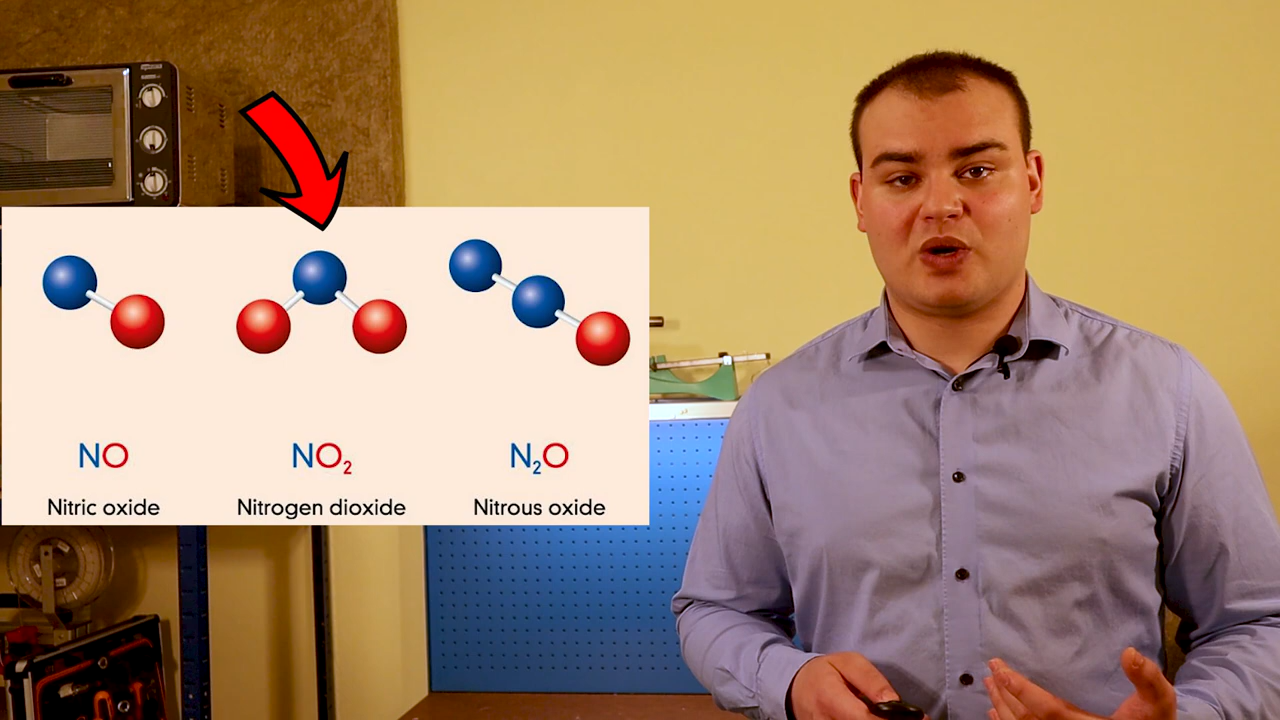 NO
NO₂
N₂O
Nitric oxide
Nitrogen dioxide
Nitrous oxide